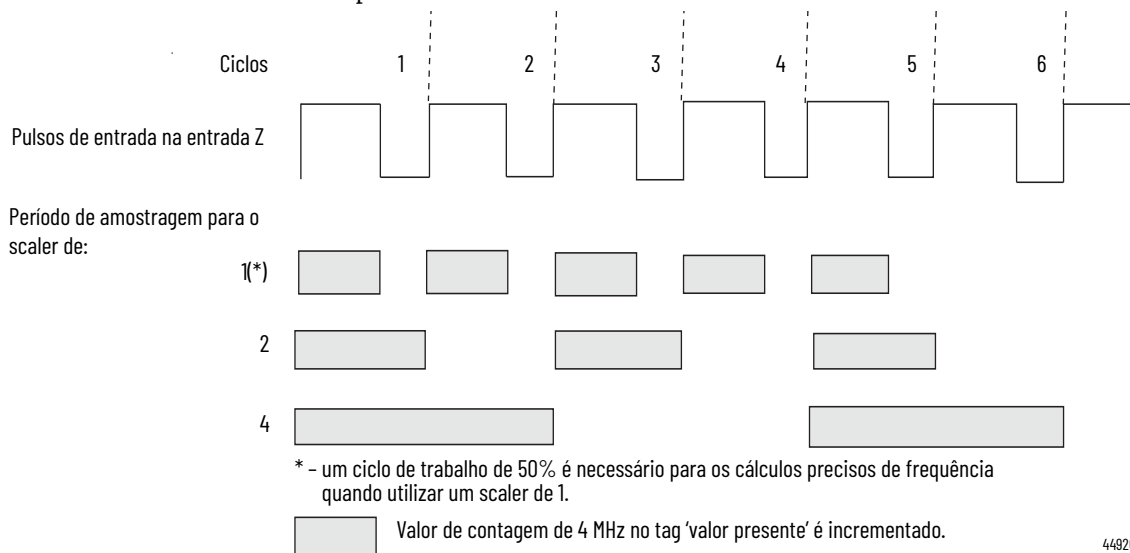 Ciclos 1 2 3 4 5 6
Pulsos de entrada na entrada Z
Período de amostragem para o
scaler de:
1(*)
2
4
* – um ciclo de trabalho de 50% é necessário para os cálculos precisos de frequência
quando utilizar um scaler de 1.
Valor de contagem de 4 MHz no tag ‘valor presente’ é incrementado.